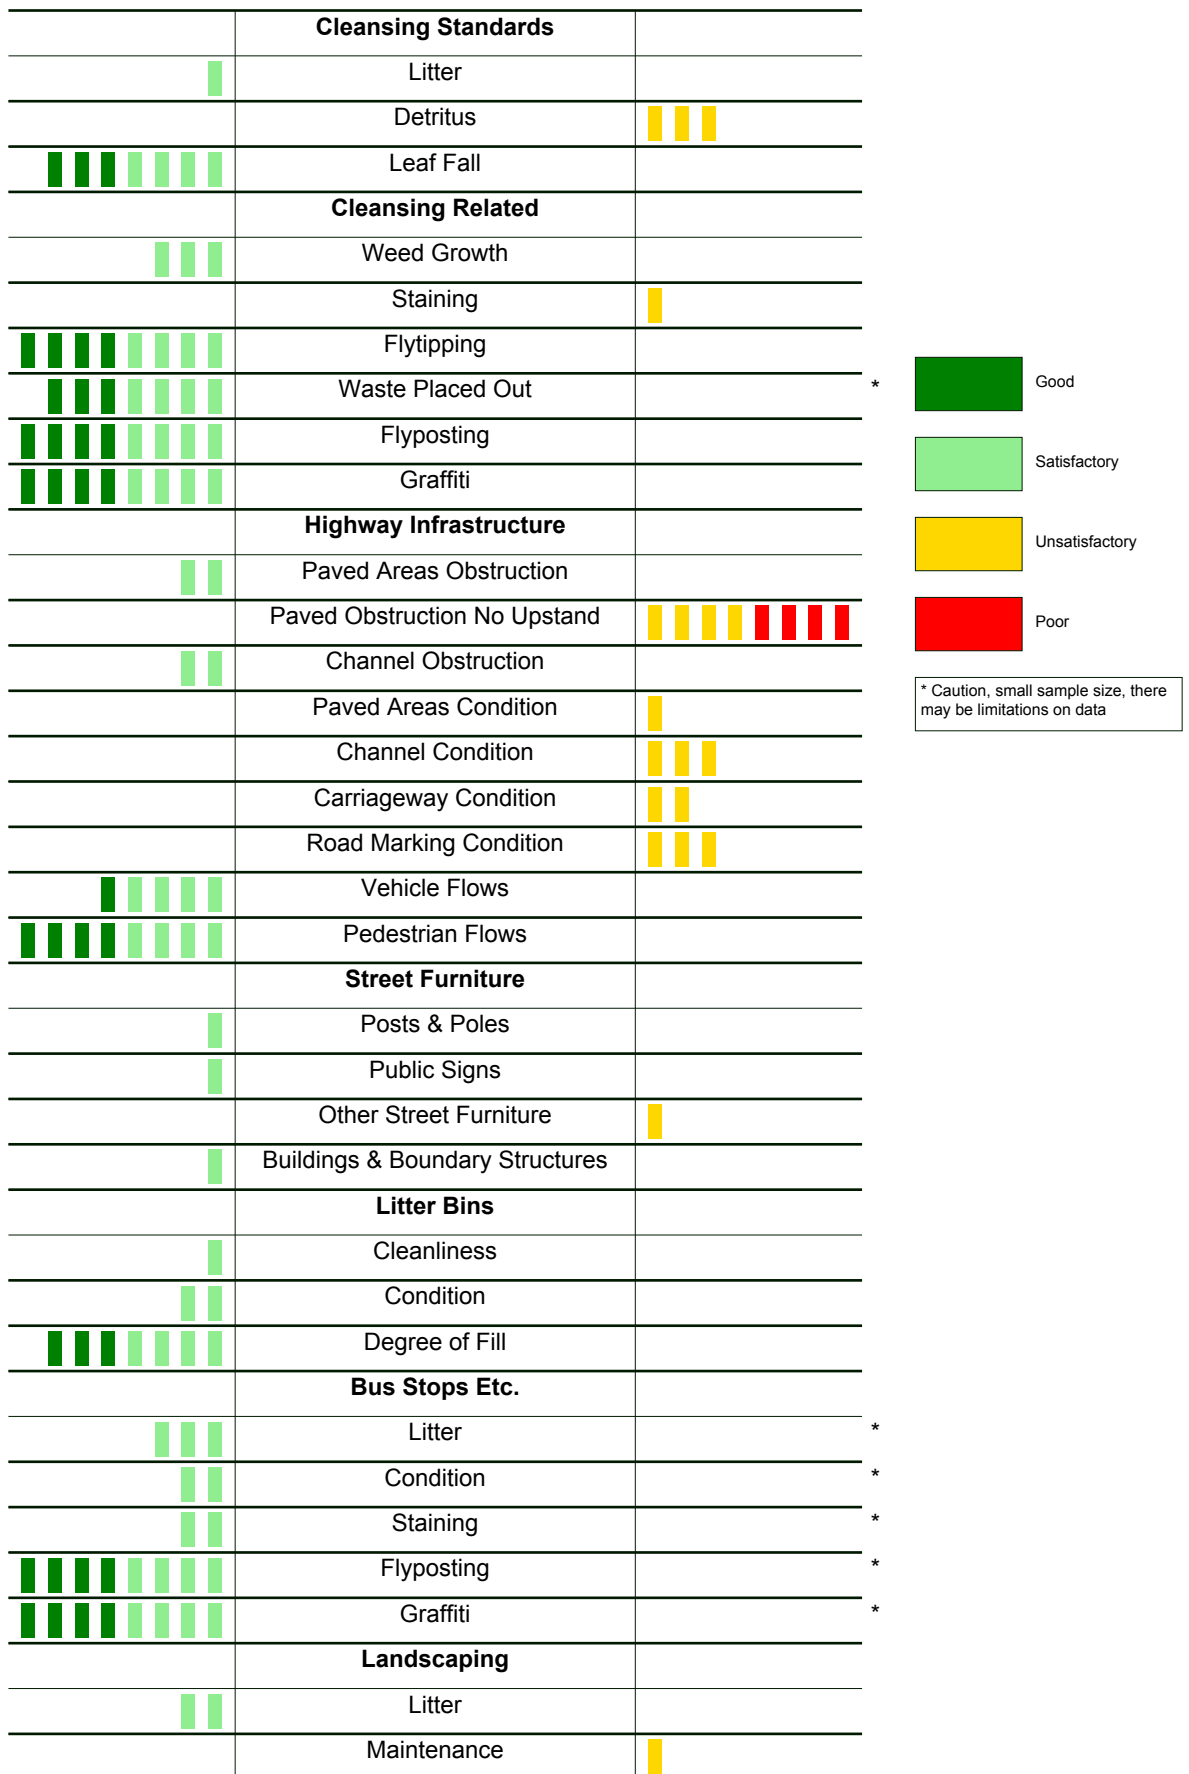 Cleansing Standards
Litter
Detritus
Leaf Fall
Cleansing Related
Weed Growth
Staining
Flytipping
Waste Placed Out *
Flyposting
Graffiti
Highway Infrastructure
Paved Areas Obstruction
Paved Obstruction No Upstand
Channel Obstruction
Paved Areas Condition
Channel Condition
Carriageway Condition
Road Marking Condition
Vehicle Flows
Pedestrian Flows
Street Furniture
Posts & Poles
Public Signs
Other Street Furniture
Buildings & Boundary Structures
Litter Bins
Cleanliness
Condition
Degree of Fill
Bus Stops Etc.
Litter *
Condition *
Staining *
Flyposting *
Graffiti *
Landscaping
Litter
Maintenance
Good
Satisfactory
Unsatisfactory
Poor
* Caution, small sample size, there
may be limitations on data